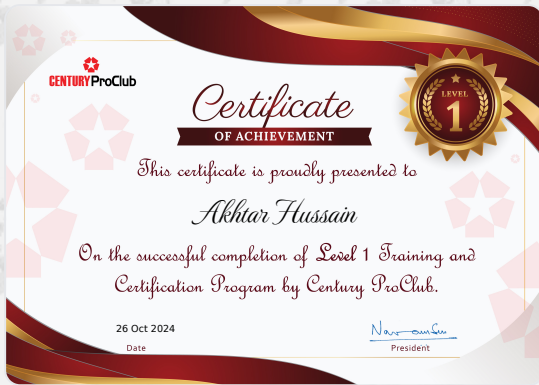 CENTURY ProClub
Certificate
OF ACHIEVEMENT
LEVEL
1
This certificate is proudly presented to
Akhtar Hussain
On the successful completion of Level 1 Training and
Certification Program by Century ProClub.
26 Oct 2024
Date
President